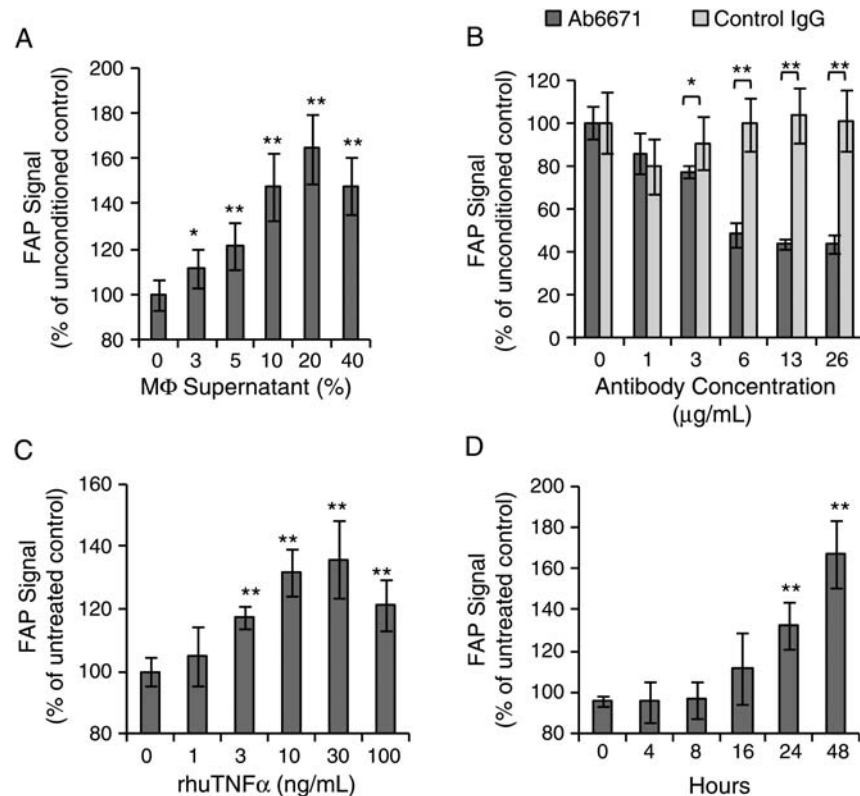 Ab6671 Control IgG
A
FAP Signal
(% of unconditioned control)
200
180
160
140
120
100
80
* ** ** ** **
0 3 5 10 20 40
MΦ Supernatant (%)
B
FAP Signal
(% of unconditioned control)
120
100
80
60
40
20
0
* ** ** **
0 1 3 6 13 26
Antibody Concentration
(μg/mL)
C
FAP Signal
(% of untreated control)
160
140
120
100
80
** ** ** **
0 1 3 10 30 100
rhuTNFα (ng/mL)
D
FAP Signal
(% of untreated control)
200
180
160
140
120
100
80
** **
0 4 8 16 24 48
Hours